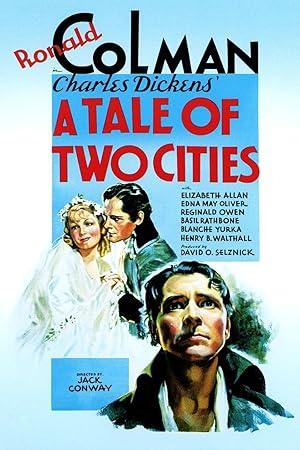 Ronald
COLMAN
in
Charles Dickens'
A TALE OF
TWO CITIES
with
ELIZABETH ALLAN
EDNA MAY OLIVER
REGINALD OWEN
BASIL RATHBONE
BLANCHE YURKA
HENRY B. WALTHALL
Produced by
DAVID O. SELZNICK
DIRECTED BY
JACK
CONWAY